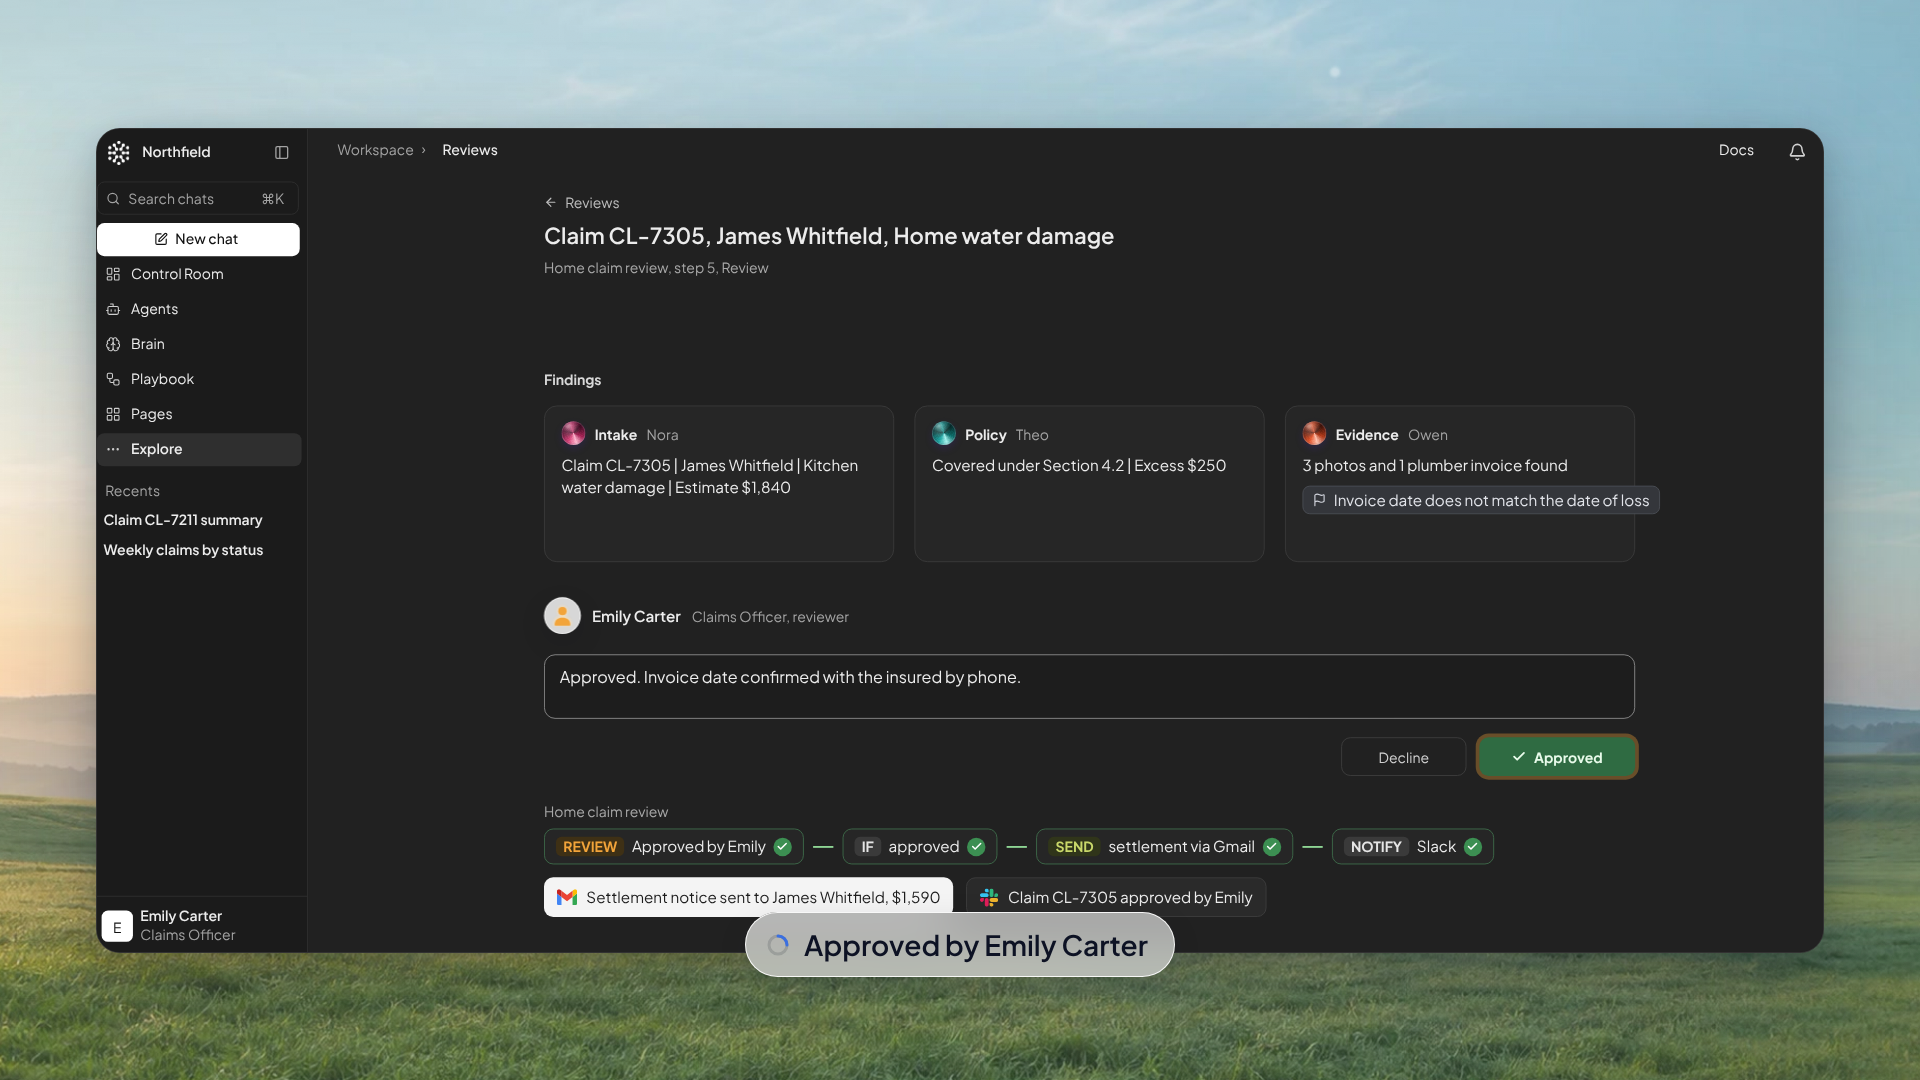 Northfield
Search chats ⌘K
New chat
Control Room
Agents
Brain
Playbook
Pages
Explore
Recents
Claim CL-7211 summary
Weekly claims by status
E
Emily Carter
Claims Officer
Workspace › Reviews
Docs
← Reviews
Claim CL-7305, James Whitfield, Home water damage
Home claim review, step 5, Review
Findings
Intake Nora
Claim CL-7305 | James Whitfield | Kitchen
water damage | Estimate $1,840
Policy Theo
Covered under Section 4.2 | Excess $250
Evidence Owen
3 photos and 1 plumber invoice found
Invoice date does not match the date of loss
Emily Carter Claims Officer, reviewer
Approved. Invoice date confirmed with the insured by phone.
Decline
Approved
Home claim review
REVIEW Approved by Emily
IF approved
SEND settlement via Gmail
NOTIFY Slack
Settlement notice sent to James Whitfield, $1,590
Claim CL-7305 approved by Emily
Approved by Emily Carter